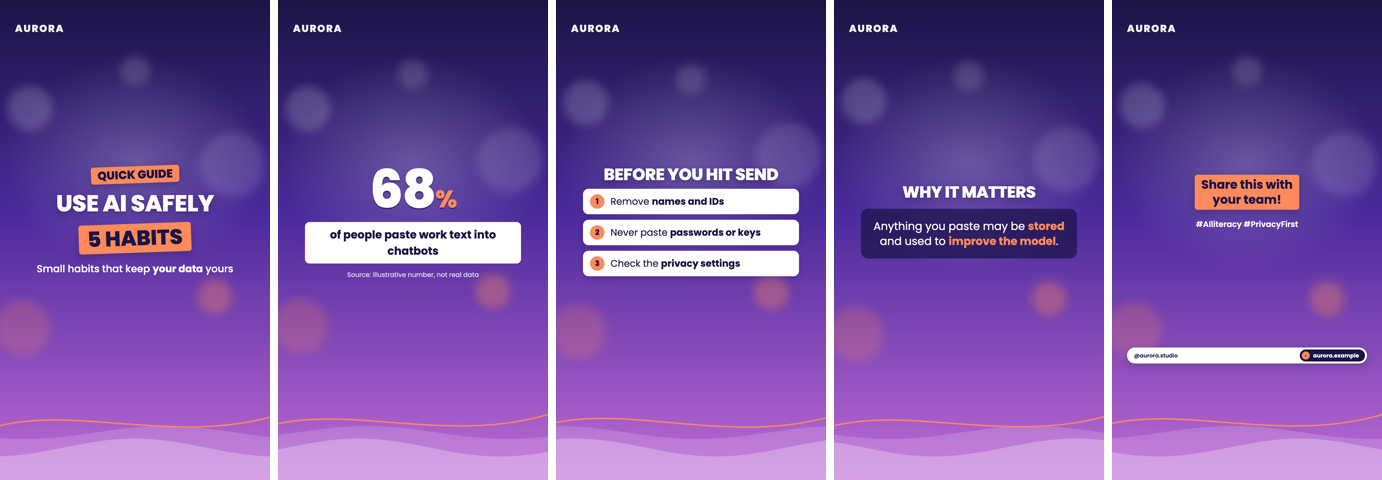 AURORA
QUICK GUIDE
USE AI SAFELY
5 HABITS
Small habits that keep your data yours
AURORA
68%
of people paste work text into
chatbots
Source: illustrative number, not real data
AURORA
BEFORE YOU HIT SEND
1 Remove names and IDs
2 Never paste passwords or keys
3 Check the privacy settings
AURORA
WHY IT MATTERS
Anything you paste may be stored
and used to improve the model.
AURORA
Share this with
your team!
#AIliteracy #PrivacyFirst
@aurora.studio
aurora.example